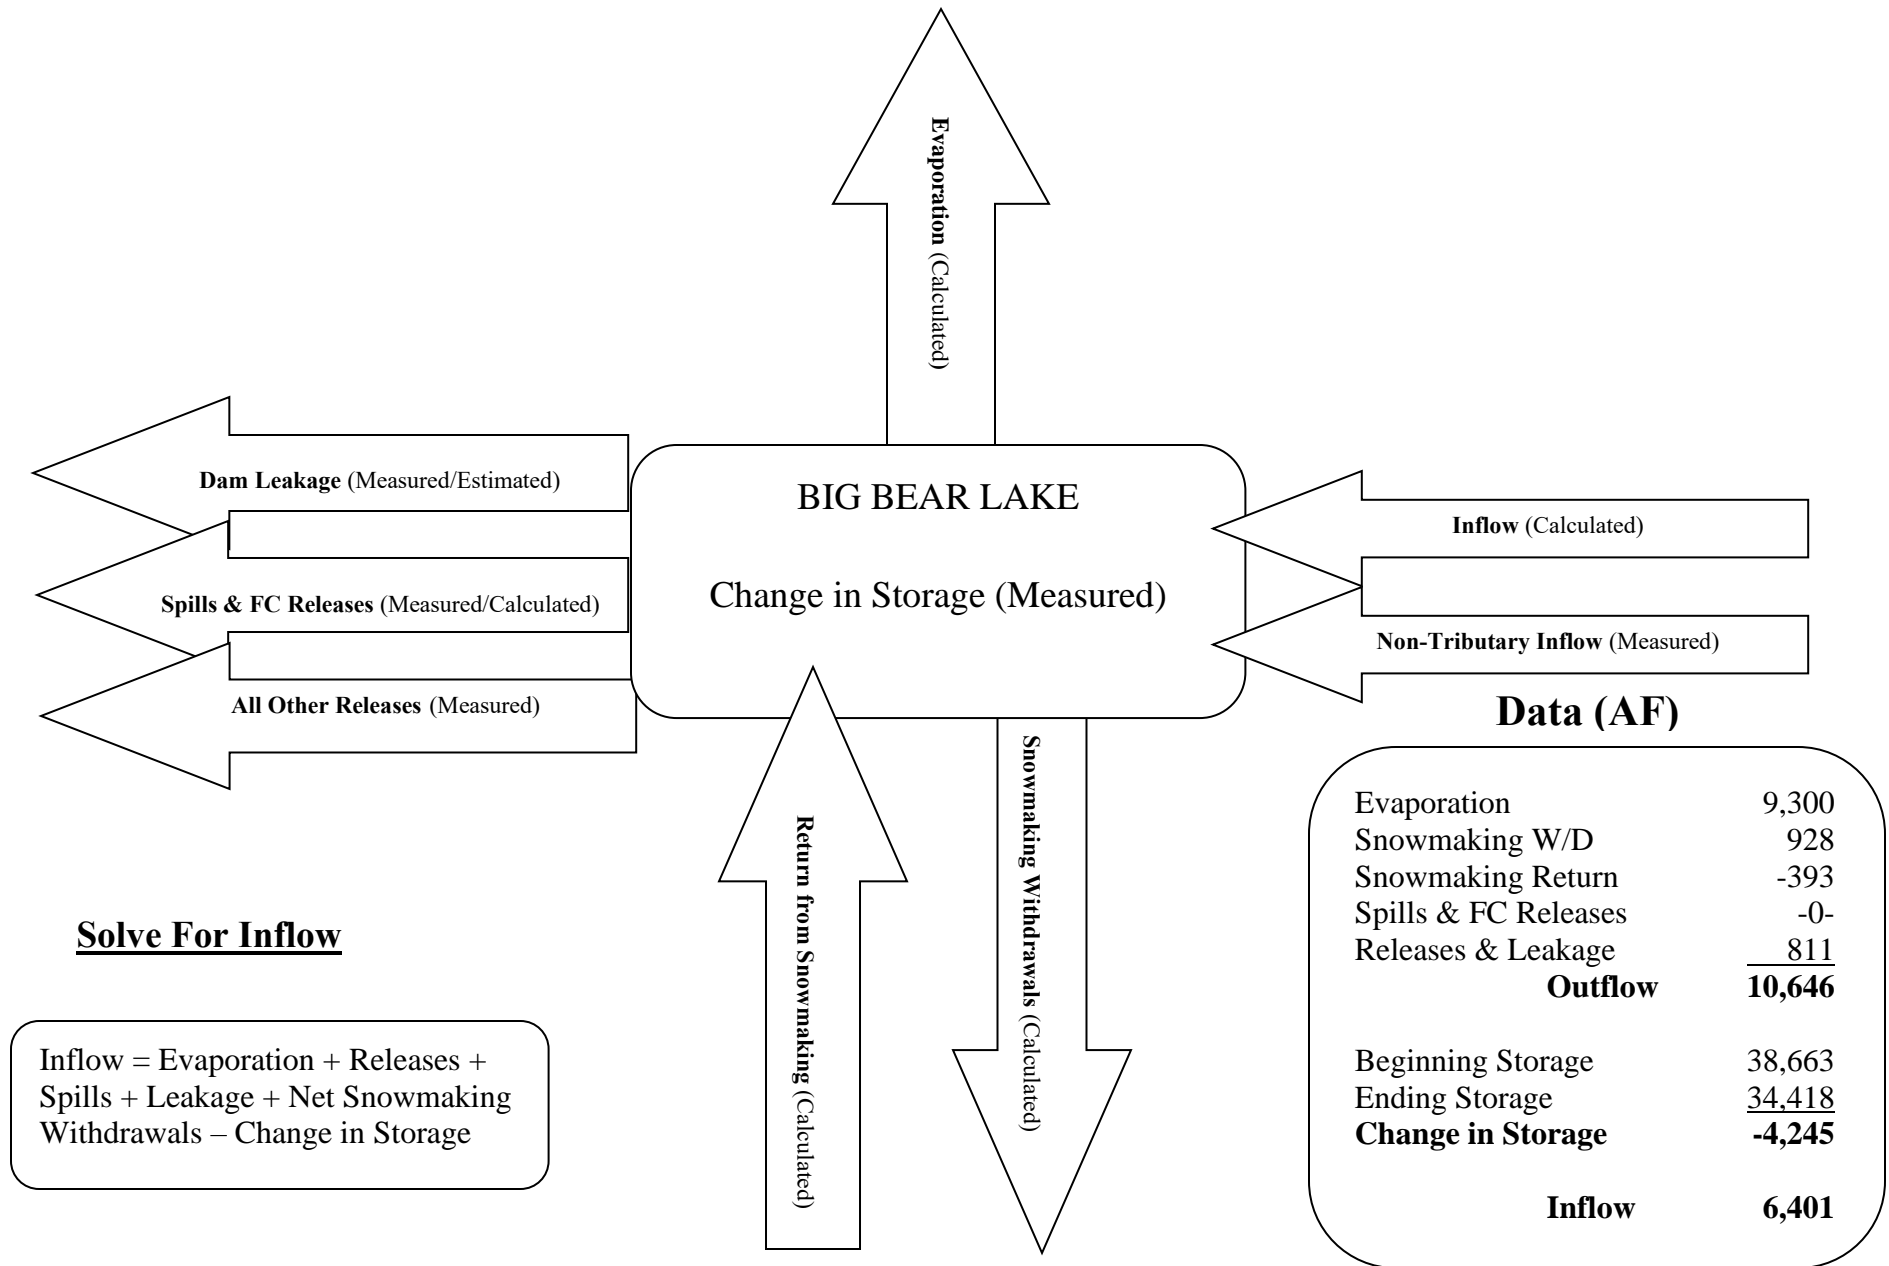 Evaporation (Calculated)
Dam Leakage (Measured/Estimated)
Spills & FC Releases (Measured/Calculated)
All Other Releases (Measured)
BIG BEAR LAKE
Change in Storage (Measured)
Inflow (Calculated)
Non-Tributary Inflow (Measured)
Return from Snowmaking (Calculated)
Snowmaking Withdrawals (Calculated)
Solve For Inflow
Inflow = Evaporation + Releases +
Spills + Leakage + Net Snowmaking
Withdrawals – Change in Storage
Data (AF)
Evaporation 9,300
Snowmaking W/D 928
Snowmaking Return -393
Spills & FC Releases -0-
Releases & Leakage 811
Outflow 10,646
Beginning Storage 38,663
Ending Storage 34,418
Change in Storage -4,245
Inflow 6,401